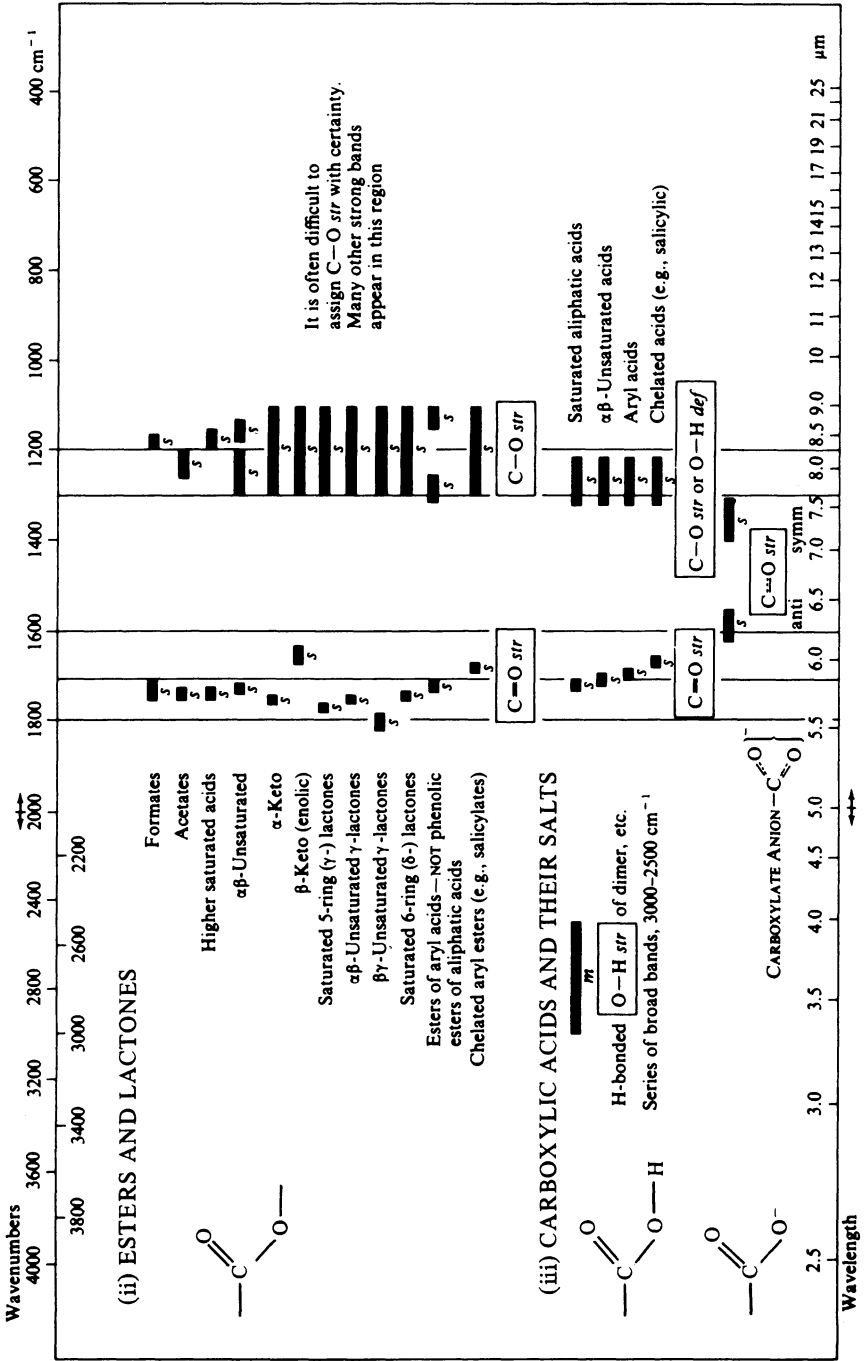 Wavenumbers
4000 3600 3200 2800 2400 2000 1800 1600 1400 1200 1000 800 600 400 cm⁻¹
3800 3400 3000 2600 2200
(ii) ESTERS AND LACTONES
C O O
Formates s s
Acetates s s
Higher saturated acids s s
αβ-Unsaturated s s s
α-Keto s s
β-Keto (enolic) s s
Saturated 5-ring (γ-) lactones s s
αβ-Unsaturated γ-lactones s s
βγ-Unsaturated γ-lactones s s
Saturated 6-ring (δ-) lactones s s
Esters of aryl acids—NOT phenolic
esters of aliphatic acids s s s
Chelated aryl esters (e.g., salicylates) s s
C=O str
C—O str
It is often difficult to
assign C—O str with certainty.
Many other strong bands
appear in this region
(iii) CARBOXYLIC ACIDS AND THEIR SALTS
C O O—H
m
H-bonded O—H str of dimer, etc.
Series of broad bands, 3000–2500 cm⁻¹
s s Saturated aliphatic acids
s s αβ-Unsaturated acids
s s Aryl acids
s s Chelated acids (e.g., salicylic)
C=O str
C—O str or O—H def
C O O⁻
CARBOXYLATE ANION —C O O −
s s
C┅O str
anti symm
2.5 3.0 3.5 4.0 4.5 5.0 5.5 6.0 6.5 7.0 7.5 8.0 8.5 9.0 10 11 12 13 14 15 17 19 21 25 μm
Wavelength